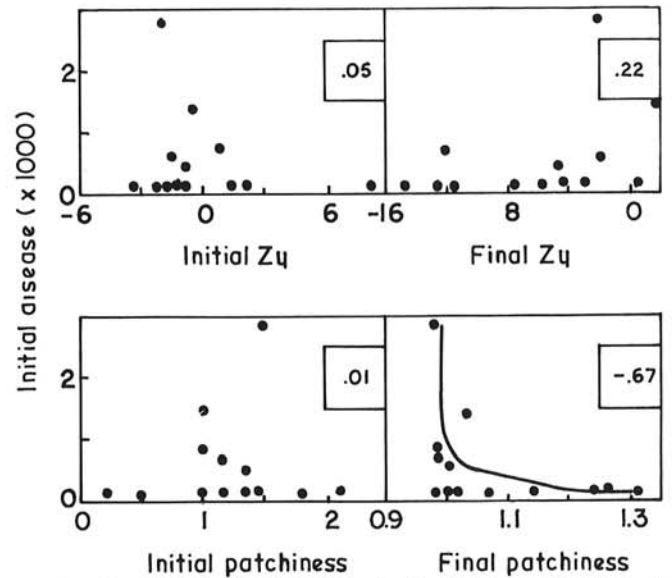 Initial disease (x 1000)
2
.05
.22
0
-6 0 6 -16 8 0
Initial Zy Final Zy
2
.01
-.67
0
0 1 2 0.9 1.1 1.3
Initial patchiness Final patchiness